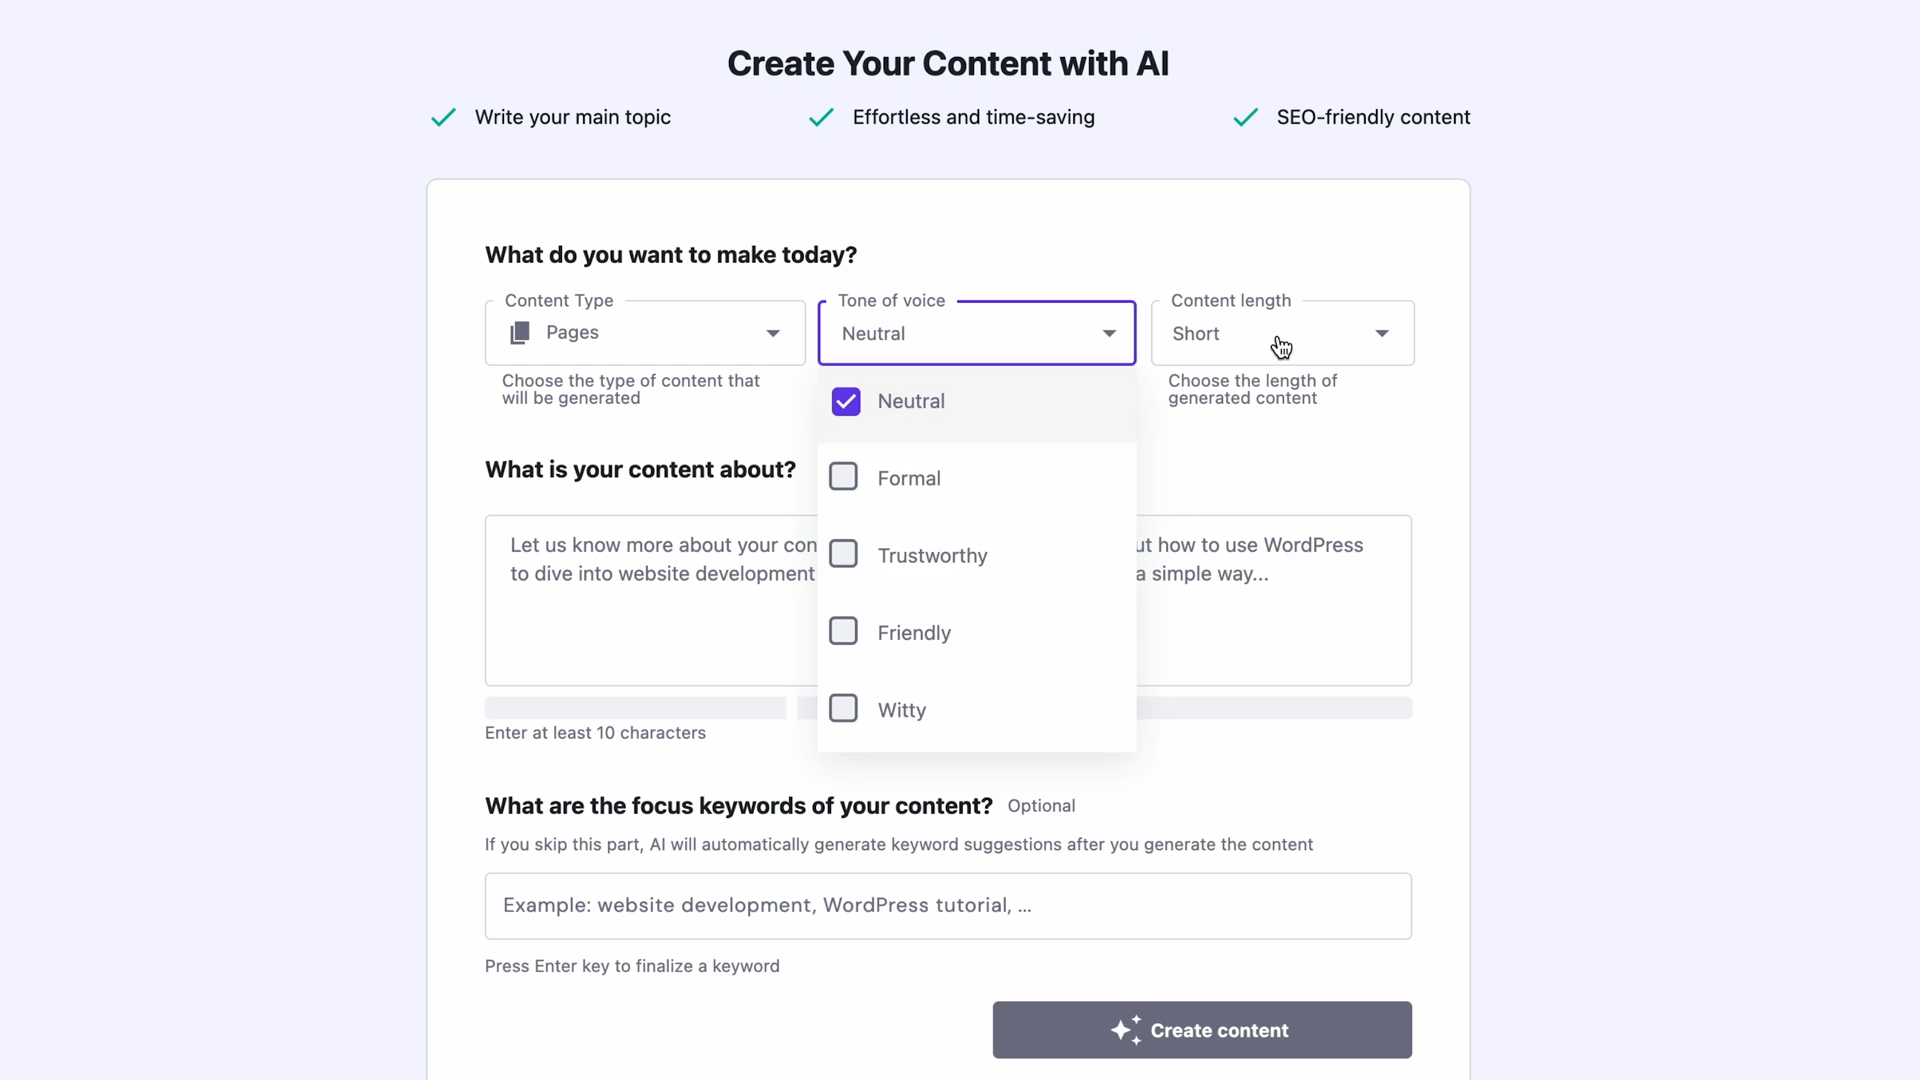 Create Your Content with AI
Write your main topic
Effortless and time-saving
SEO-friendly content
What do you want to make today?
Content Type
Pages
Choose the type of content that
will be generated
Tone of voice
Neutral
Content length
Short
Choose the length of
generated content
Neutral
Formal
Trustworthy
Friendly
Witty
What is your content about?
Let us know more about your con
ut how to use WordPress
to dive into website development
a simple way...
Enter at least 10 characters
What are the focus keywords of your content? Optional
If you skip this part, AI will automatically generate keyword suggestions after you generate the content
Example: website development, WordPress tutorial, ...
Press Enter key to finalize a keyword
Create content